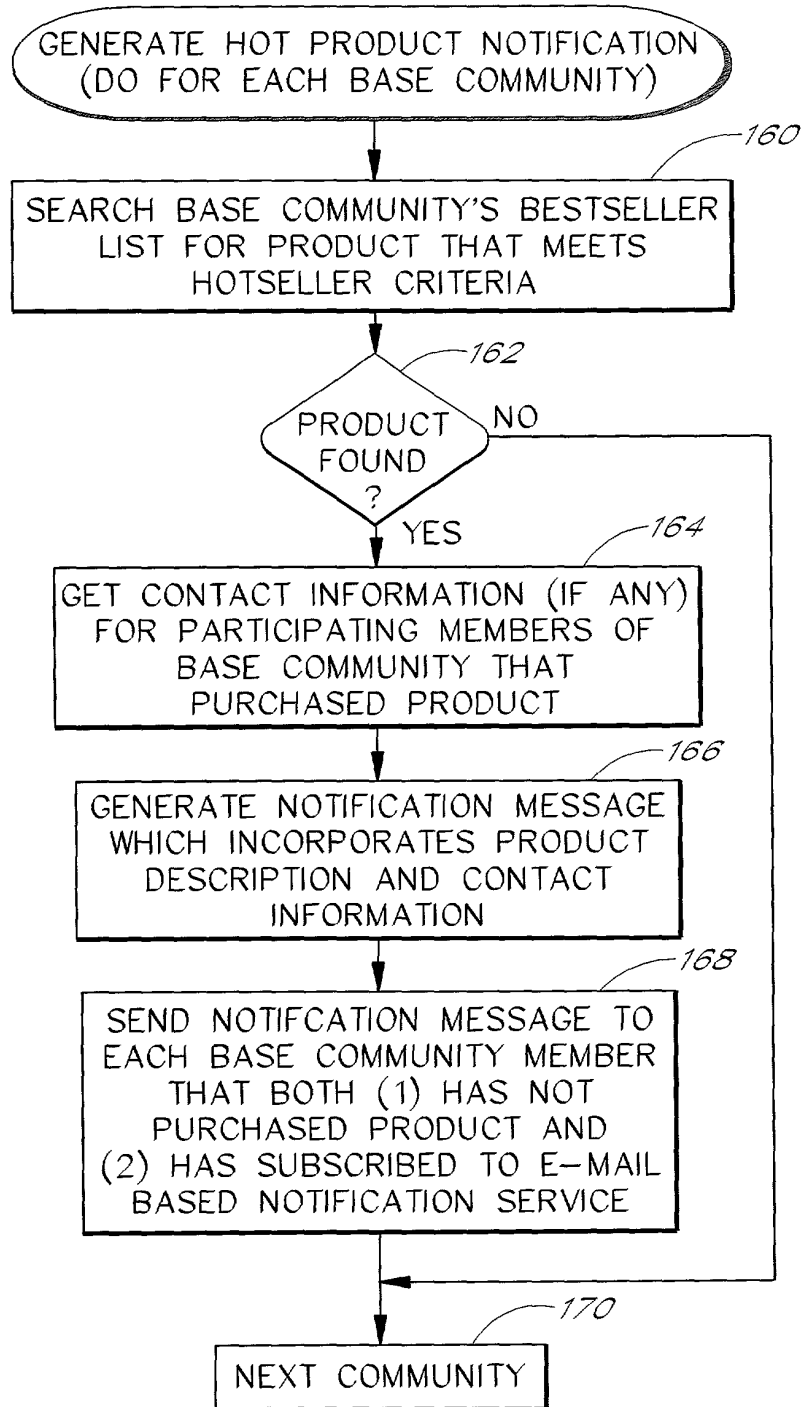 GENERATE HOT PRODUCT NOTIFICATION
(DO FOR EACH BASE COMMUNITY)
160
SEARCH BASE COMMUNITY'S BESTSELLER
LIST FOR PRODUCT THAT MEETS
HOTSELLER CRITERIA
162
PRODUCT
FOUND
?
NO
YES
164
GET CONTACT INFORMATION (IF ANY)
FOR PARTICIPATING MEMBERS OF
BASE COMMUNITY THAT
PURCHASED PRODUCT
166
GENERATE NOTIFICATION MESSAGE
WHICH INCORPORATES PRODUCT
DESCRIPTION AND CONTACT
INFORMATION
168
SEND NOTIFCATION MESSAGE TO
EACH BASE COMMUNITY MEMBER
THAT BOTH (1) HAS NOT
PURCHASED PRODUCT AND
(2) HAS SUBSCRIBED TO E-MAIL
BASED NOTIFICATION SERVICE
170
NEXT COMMUNITY